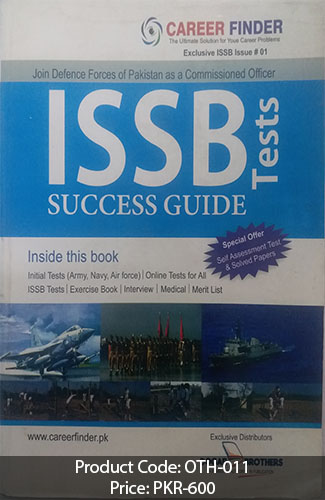 CAREER FINDER
The Ultimate Solution for Your Career Problems
Exclusive ISSB Issue # 01
Join Defence Forces of Pakistan as a Commissioned Officer
ISSB
Tests
SUCCESS GUIDE
Special Offer
Self Assessment Test
& Solved Papers
Inside this book
Initial Tests (Army, Navy, Air force) | Online Tests for All
ISSB Tests | Exercise Book | Interview | Medical | Merit List
www.careerfinder.pk
Exclusive Distributors
BROTHERS
Product Code: OTH-011
Price: PKR-600